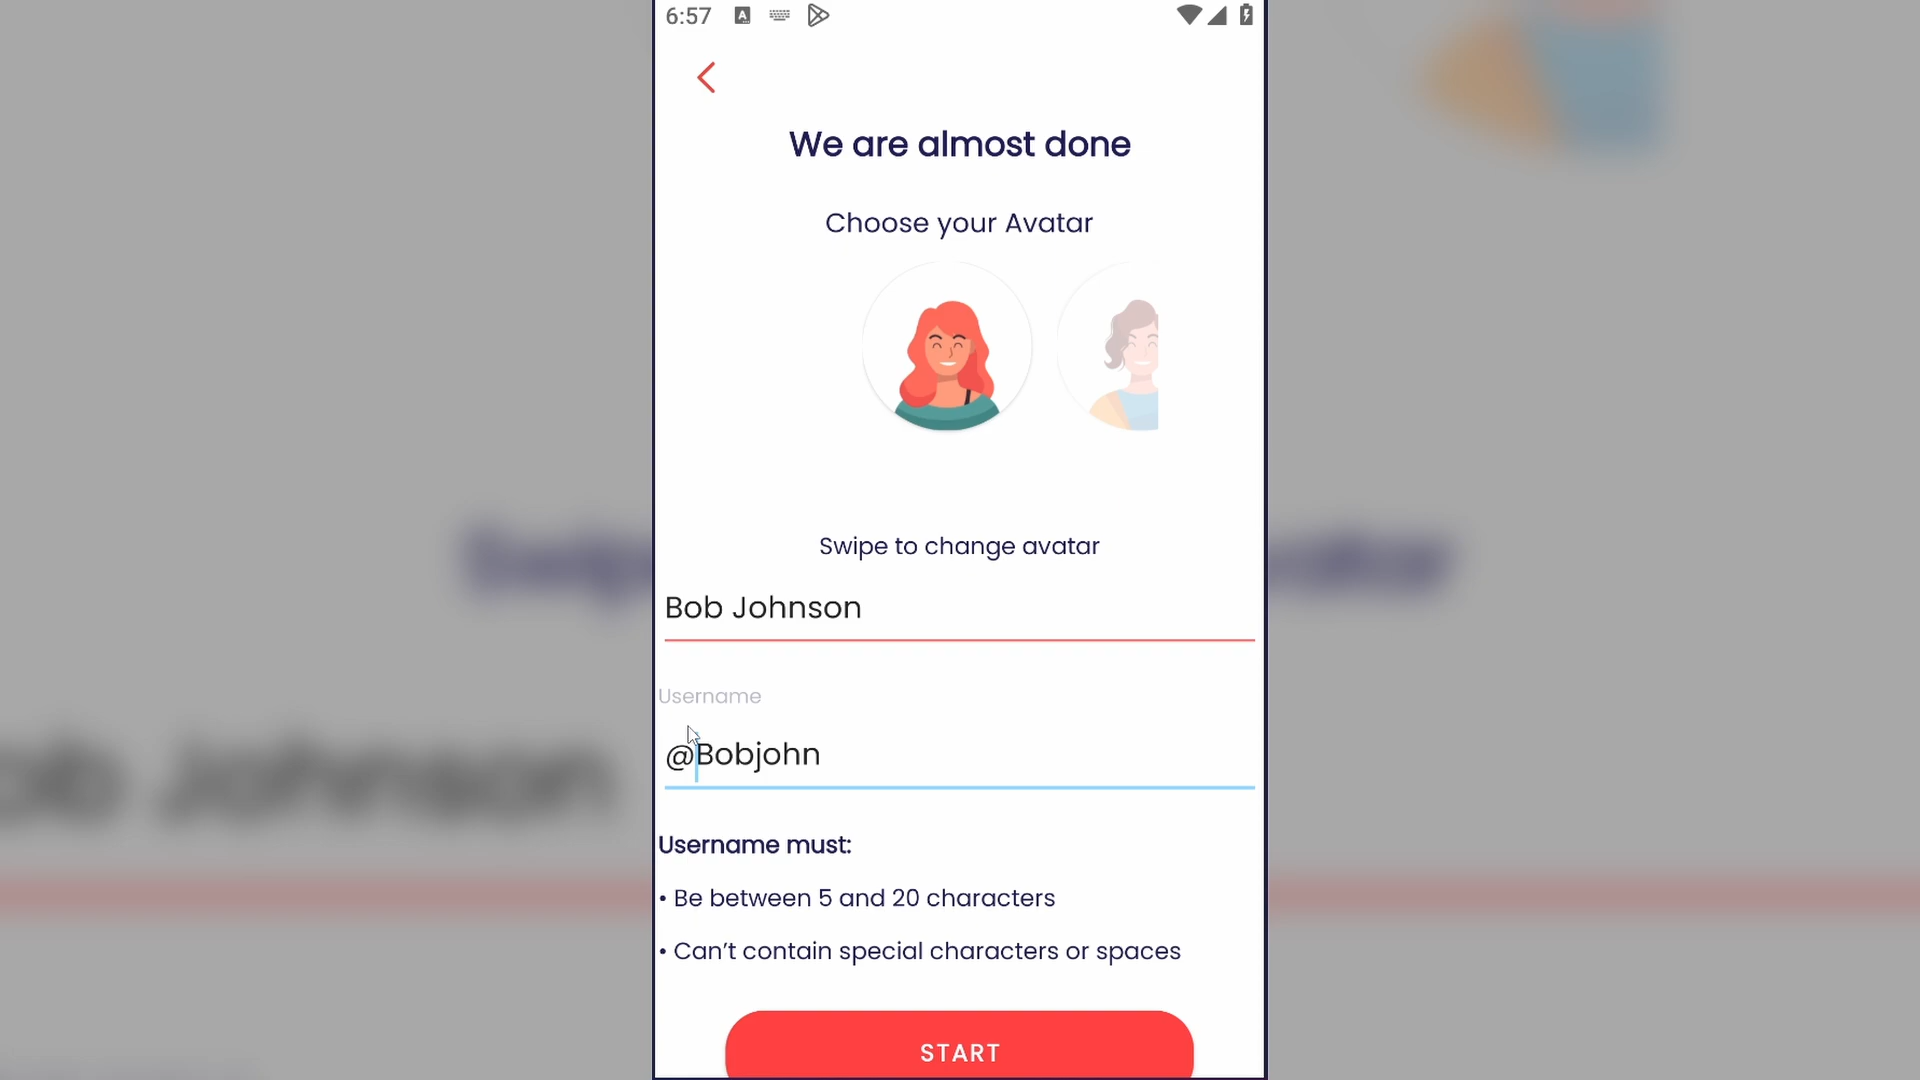 6:57
We are almost done
Choose your Avatar
Swipe to change avatar
Bob Johnson
Username
@Bobjohn
Username must:
• Be between 5 and 20 characters
• Can't contain special characters or spaces
START